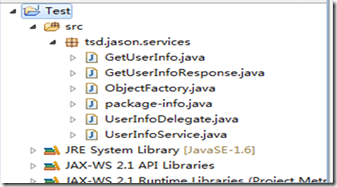 Test
src
tsd.jason.services
GetUserInfo.java
GetUserInfoResponse.java
ObjectFactory.java
package-info.java
UserInfoDelegate.java
UserInfoService.java
JRE System Library [JavaSE-1.6]
JAX-WS 2.1 API Libraries
JAX-WS 2.1 Runtime Libraries (Project Metr